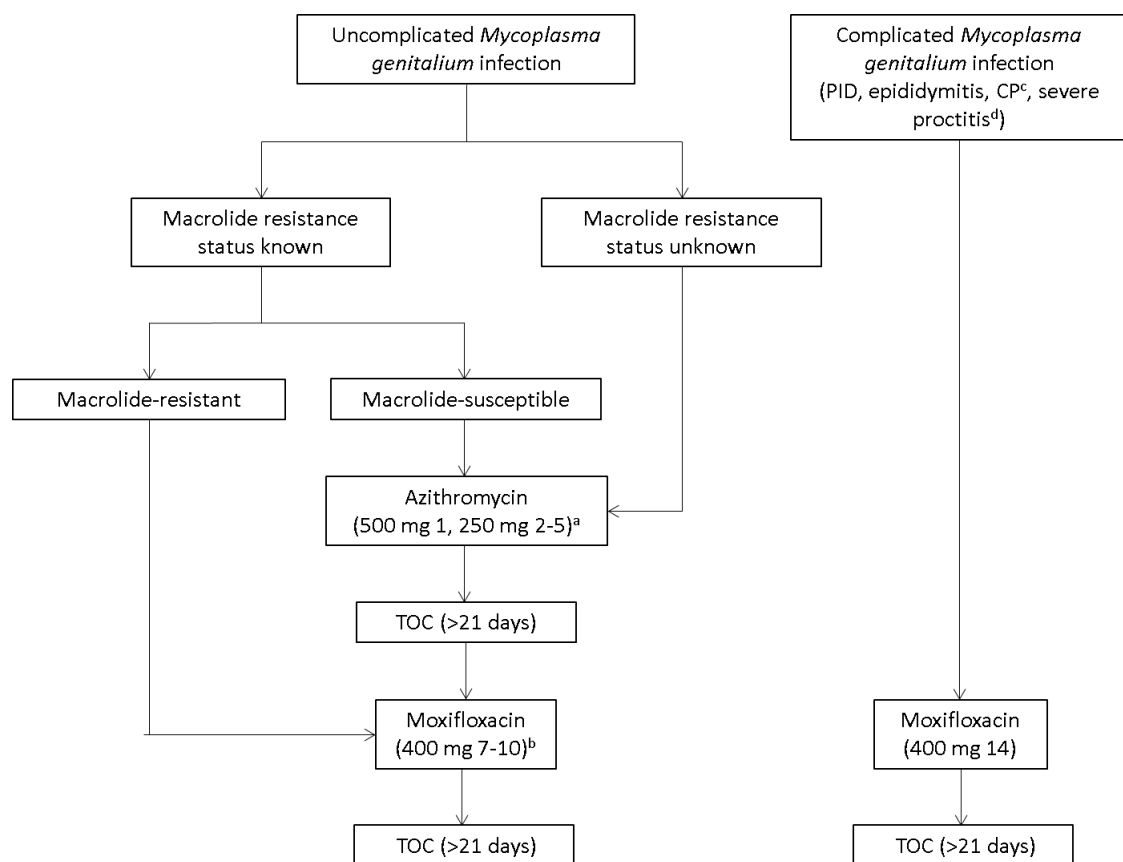 Uncomplicated Mycoplasma
genitalium infection
Complicated Mycoplasma
genitalium infection
(PID, epididymitis, CPᶜ, severe
proctitisᵈ)
Macrolide resistance
status known
Macrolide resistance
status unknown
Macrolide-resistant
Macrolide-susceptible
Azithromycin
(500 mg 1, 250 mg 2-5)ᵃ
TOC (>21 days)
Moxifloxacin
(400 mg 7-10)ᵇ
Moxifloxacin
(400 mg 14)
TOC (>21 days)
TOC (>21 days)